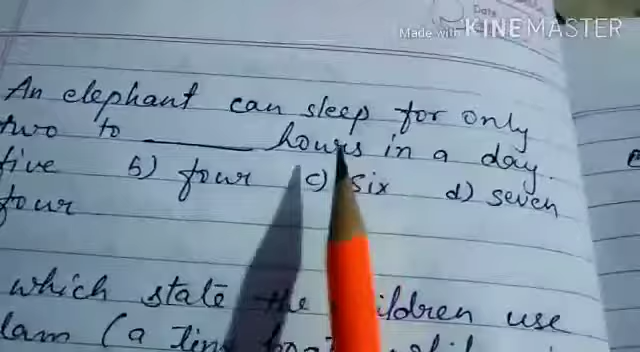 Date
Made with KINEMASTER
An elephant can sleep for only
two to ______ hours in a day.
five b) four c) six d) seven
four
which state the children use